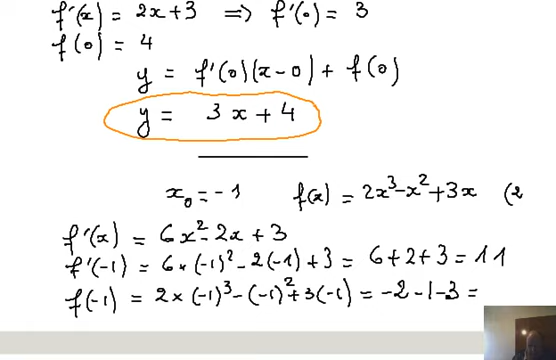 f'(x) = 2x+3 ⟹ f'(0) = 3
f(0) = 4
y = f'(0)(x-0) + f(0)
y = 3x+4
x₀=-1 f(x) = 2x³-x²+3x (2
f'(x) = 6x²-2x+3
f'(-1) = 6×(-1)²-2(-1)+3 = 6+2+3 = 11
f(-1) = 2×(-1)³-(-1)²+3(-1) = -2-1-3 =